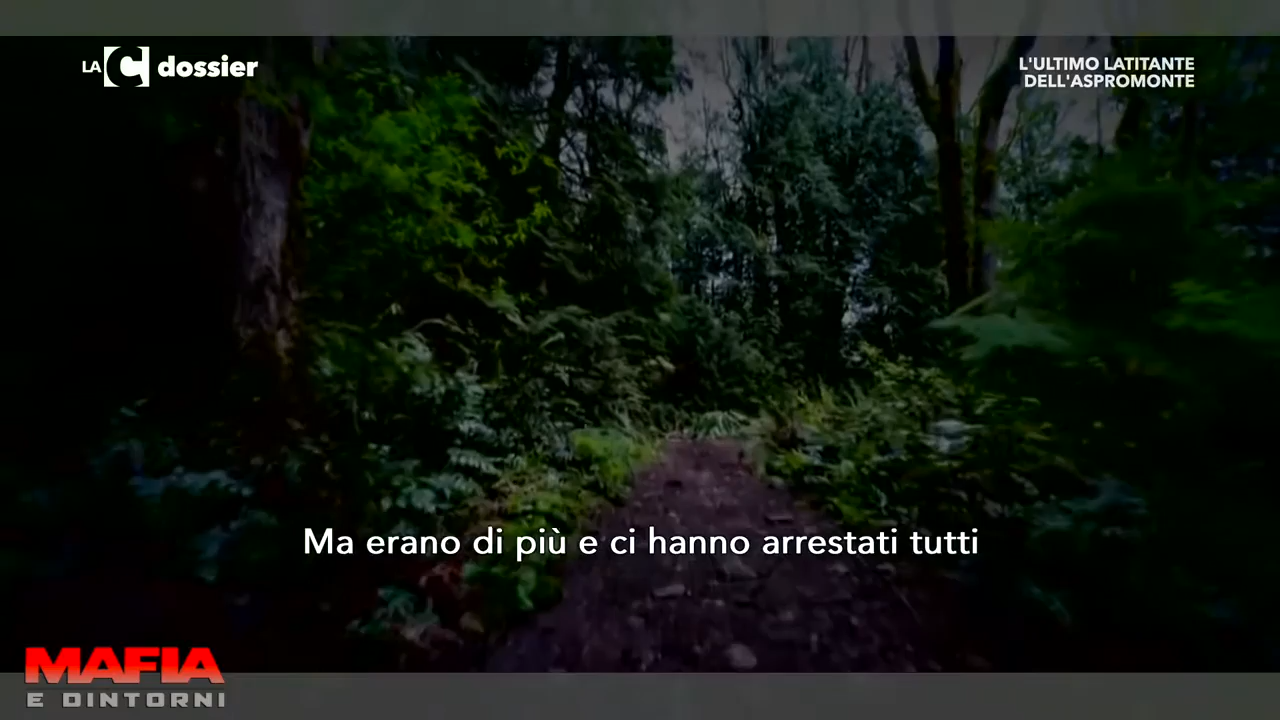 LA C dossier
L'ULTIMO LATITANTE
DELL'ASPROMONTE
Ma erano di più e ci hanno arrestati tutti
MAFIA
E DINTORNI